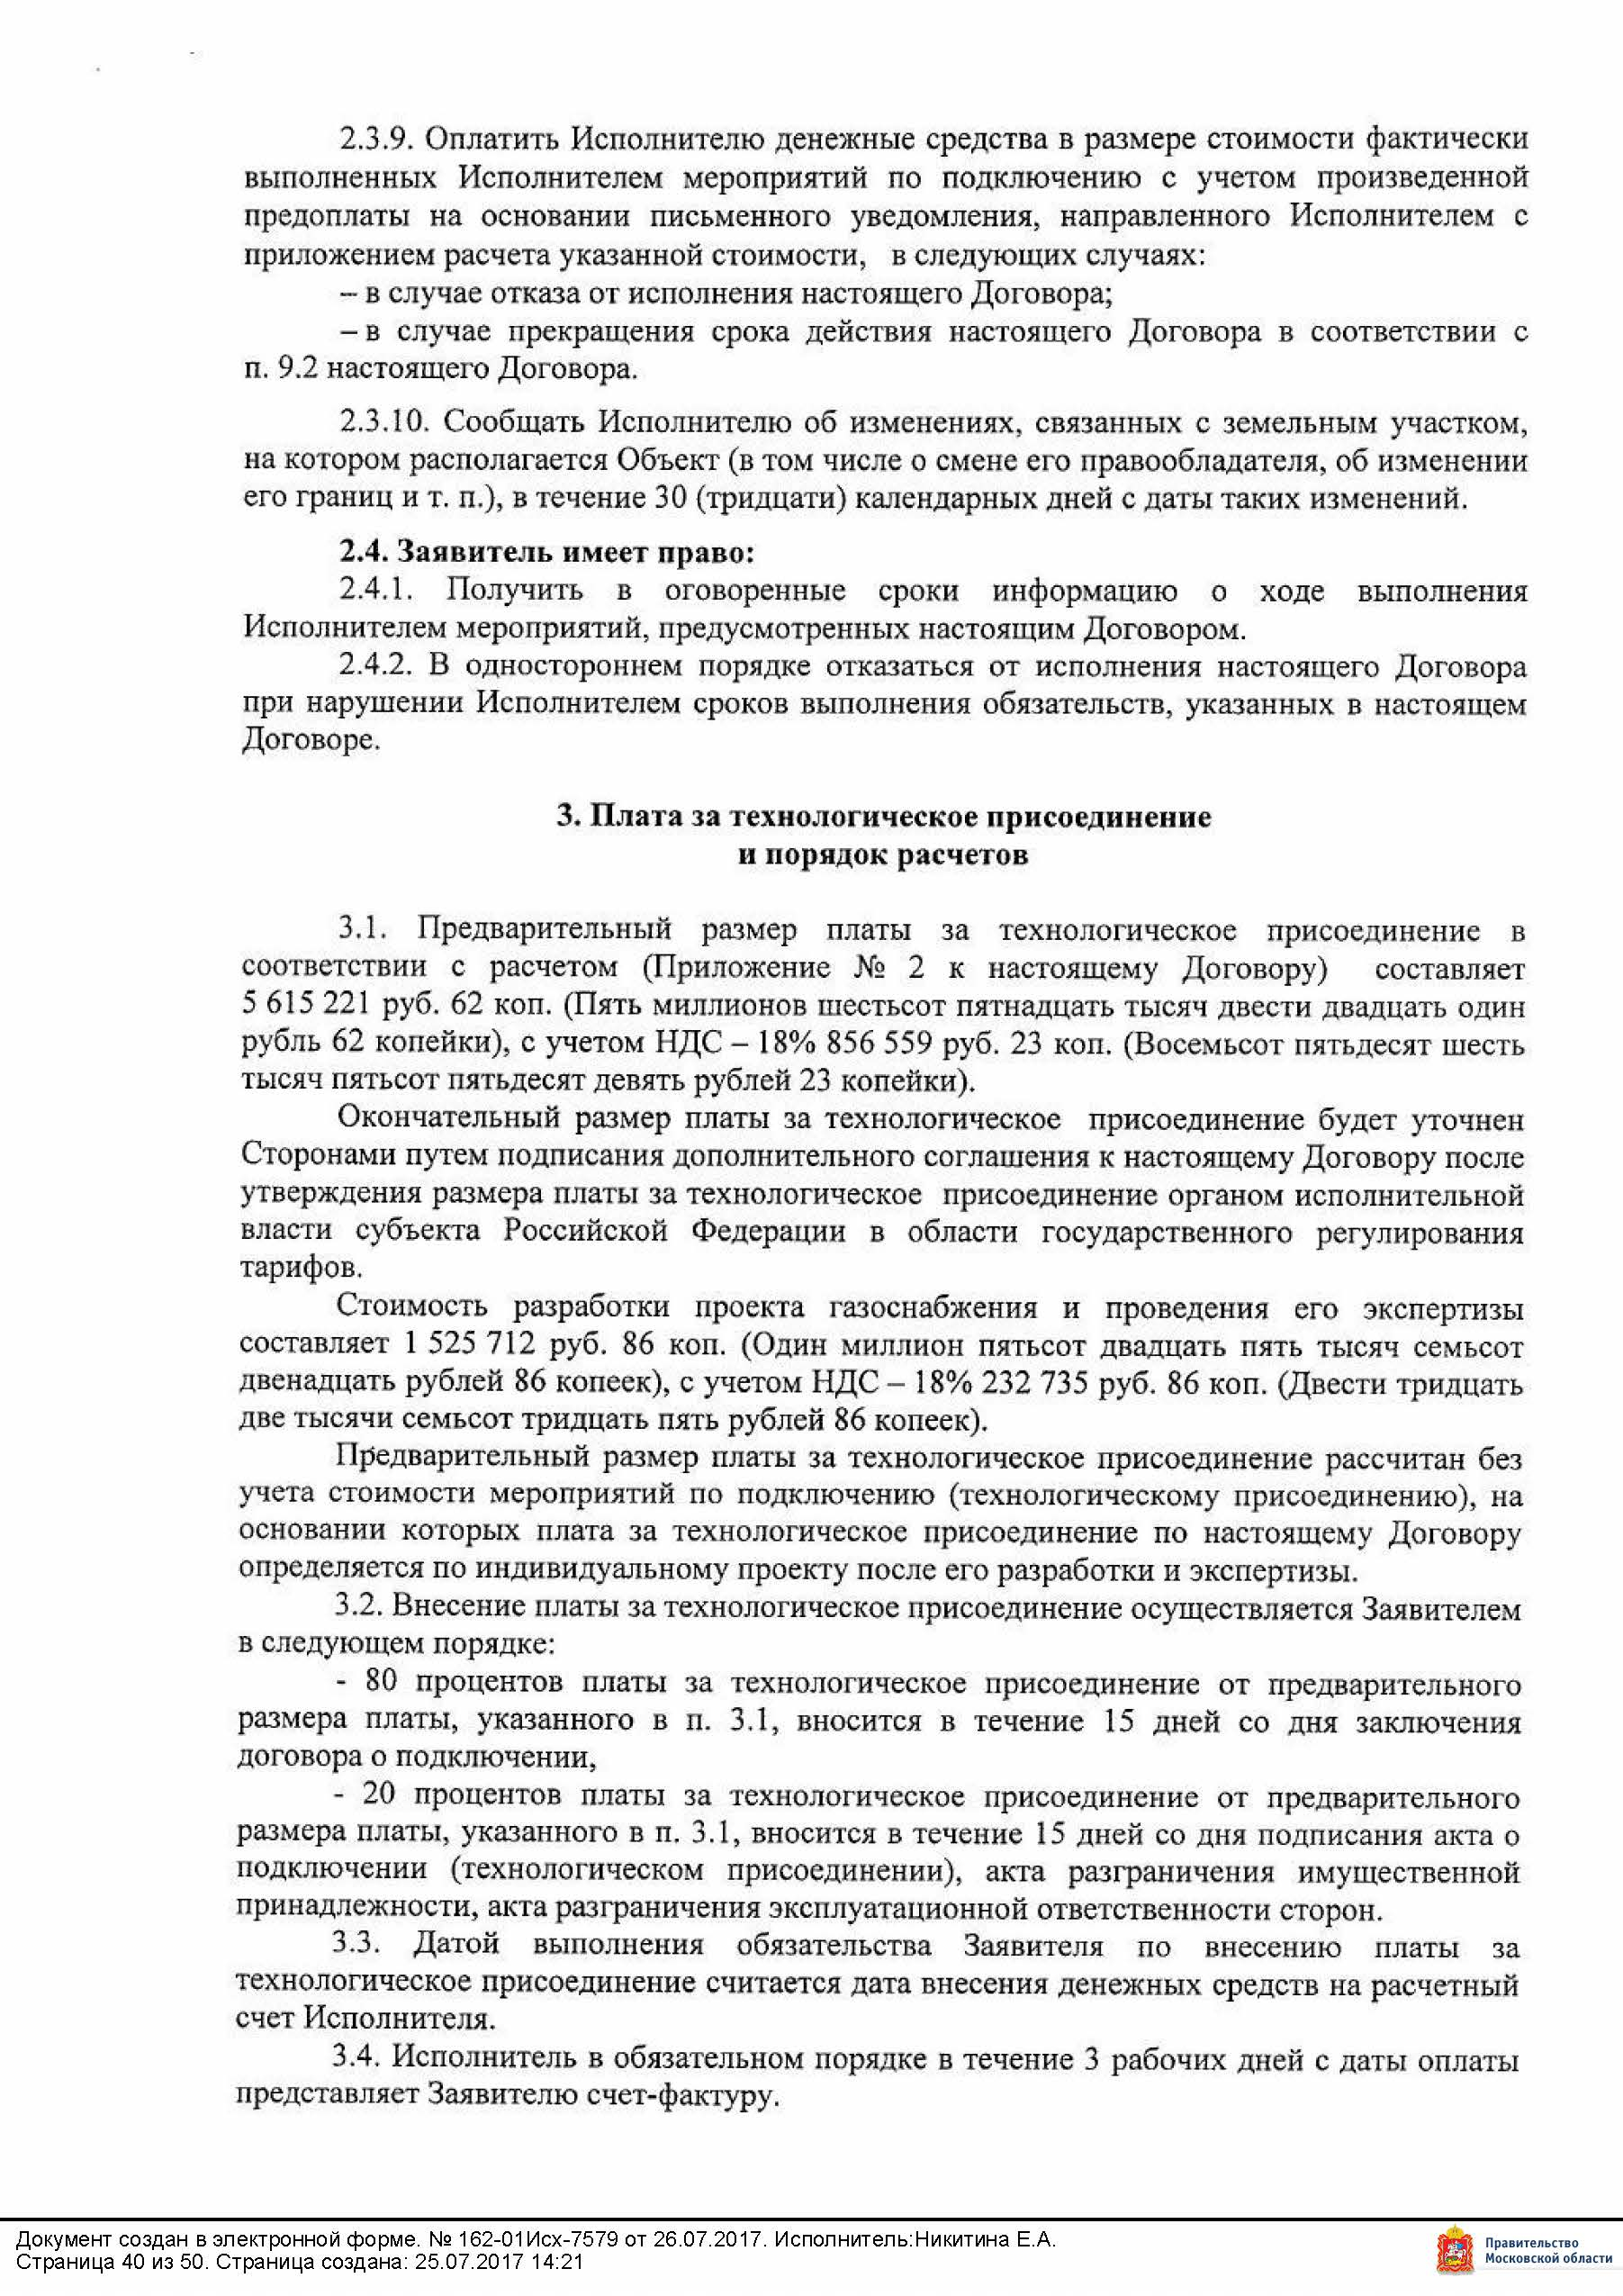 2.3.9. Оплатить Исполнителю денежные средства в размере стоимости фактически
выполненных Исполнителем мероприятий по подключению с учетом произведенной
предоплаты на основании письменного уведомления, направленного Исполнителем с
приложением расчета указанной стоимости, в следующих случаях:
– в случае отказа от исполнения настоящего Договора;
– в случае прекращения срока действия настоящего Договора в соответствии с
п. 9.2 настоящего Договора.
2.3.10. Сообщать Исполнителю об изменениях, связанных с земельным участком,
на котором располагается Объект (в том числе о смене его правообладателя, об изменении
его границ и т. п.), в течение 30 (тридцати) календарных дней с даты таких изменений.
2.4. Заявитель имеет право:
2.4.1. Получить в оговоренные сроки информацию о ходе выполнения
Исполнителем мероприятий, предусмотренных настоящим Договором.
2.4.2. В одностороннем порядке отказаться от исполнения настоящего Договора
при нарушении Исполнителем сроков выполнения обязательств, указанных в настоящем
Договоре.
3. Плата за технологическое присоединение
и порядок расчетов
3.1. Предварительный размер платы за технологическое присоединение в
соответствии с расчетом (Приложение № 2 к настоящему Договору) составляет
5 615 221 руб. 62 коп. (Пять миллионов шестьсот пятнадцать тысяч двести двадцать один
рубль 62 копейки), с учетом НДС – 18% 856 559 руб. 23 коп. (Восемьсот пятьдесят шесть
тысяч пятьсот пятьдесят девять рублей 23 копейки).
Окончательный размер платы за технологическое присоединение будет уточнен
Сторонами путем подписания дополнительного соглашения к настоящему Договору после
утверждения размера платы за технологическое присоединение органом исполнительной
власти субъекта Российской Федерации в области государственного регулирования
тарифов.
Стоимость разработки проекта газоснабжения и проведения его экспертизы
составляет 1 525 712 руб. 86 коп. (Один миллион пятьсот двадцать пять тысяч семьсот
двенадцать рублей 86 копеек), с учетом НДС – 18% 232 735 руб. 86 коп. (Двести тридцать
две тысячи семьсот тридцать пять рублей 86 копеек).
Предварительный размер платы за технологическое присоединение рассчитан без
учета стоимости мероприятий по подключению (технологическому присоединению), на
основании которых плата за технологическое присоединение по настоящему Договору
определяется по индивидуальному проекту после его разработки и экспертизы.
3.2. Внесение платы за технологическое присоединение осуществляется Заявителем
в следующем порядке:
- 80 процентов платы за технологическое присоединение от предварительного
размера платы, указанного в п. 3.1, вносится в течение 15 дней со дня заключения
договора о подключении,
- 20 процентов платы за технологическое присоединение от предварительного
размера платы, указанного в п. 3.1, вносится в течение 15 дней со дня подписания акта о
подключении (технологическом присоединении), акта разграничения имущественной
принадлежности, акта разграничения эксплуатационной ответственности сторон.
3.3. Датой выполнения обязательства Заявителя по внесению платы за
технологическое присоединение считается дата внесения денежных средств на расчетный
счет Исполнителя.
3.4. Исполнитель в обязательном порядке в течение 3 рабочих дней с даты оплаты
представляет Заявителю счет-фактуру.
Документ создан в электронной форме. № 162-01Исх-7579 от 26.07.2017. Исполнитель:Никитина Е.А.
Страница 40 из 50. Страница создана: 25.07.2017 14:21
Правительство
Московской области